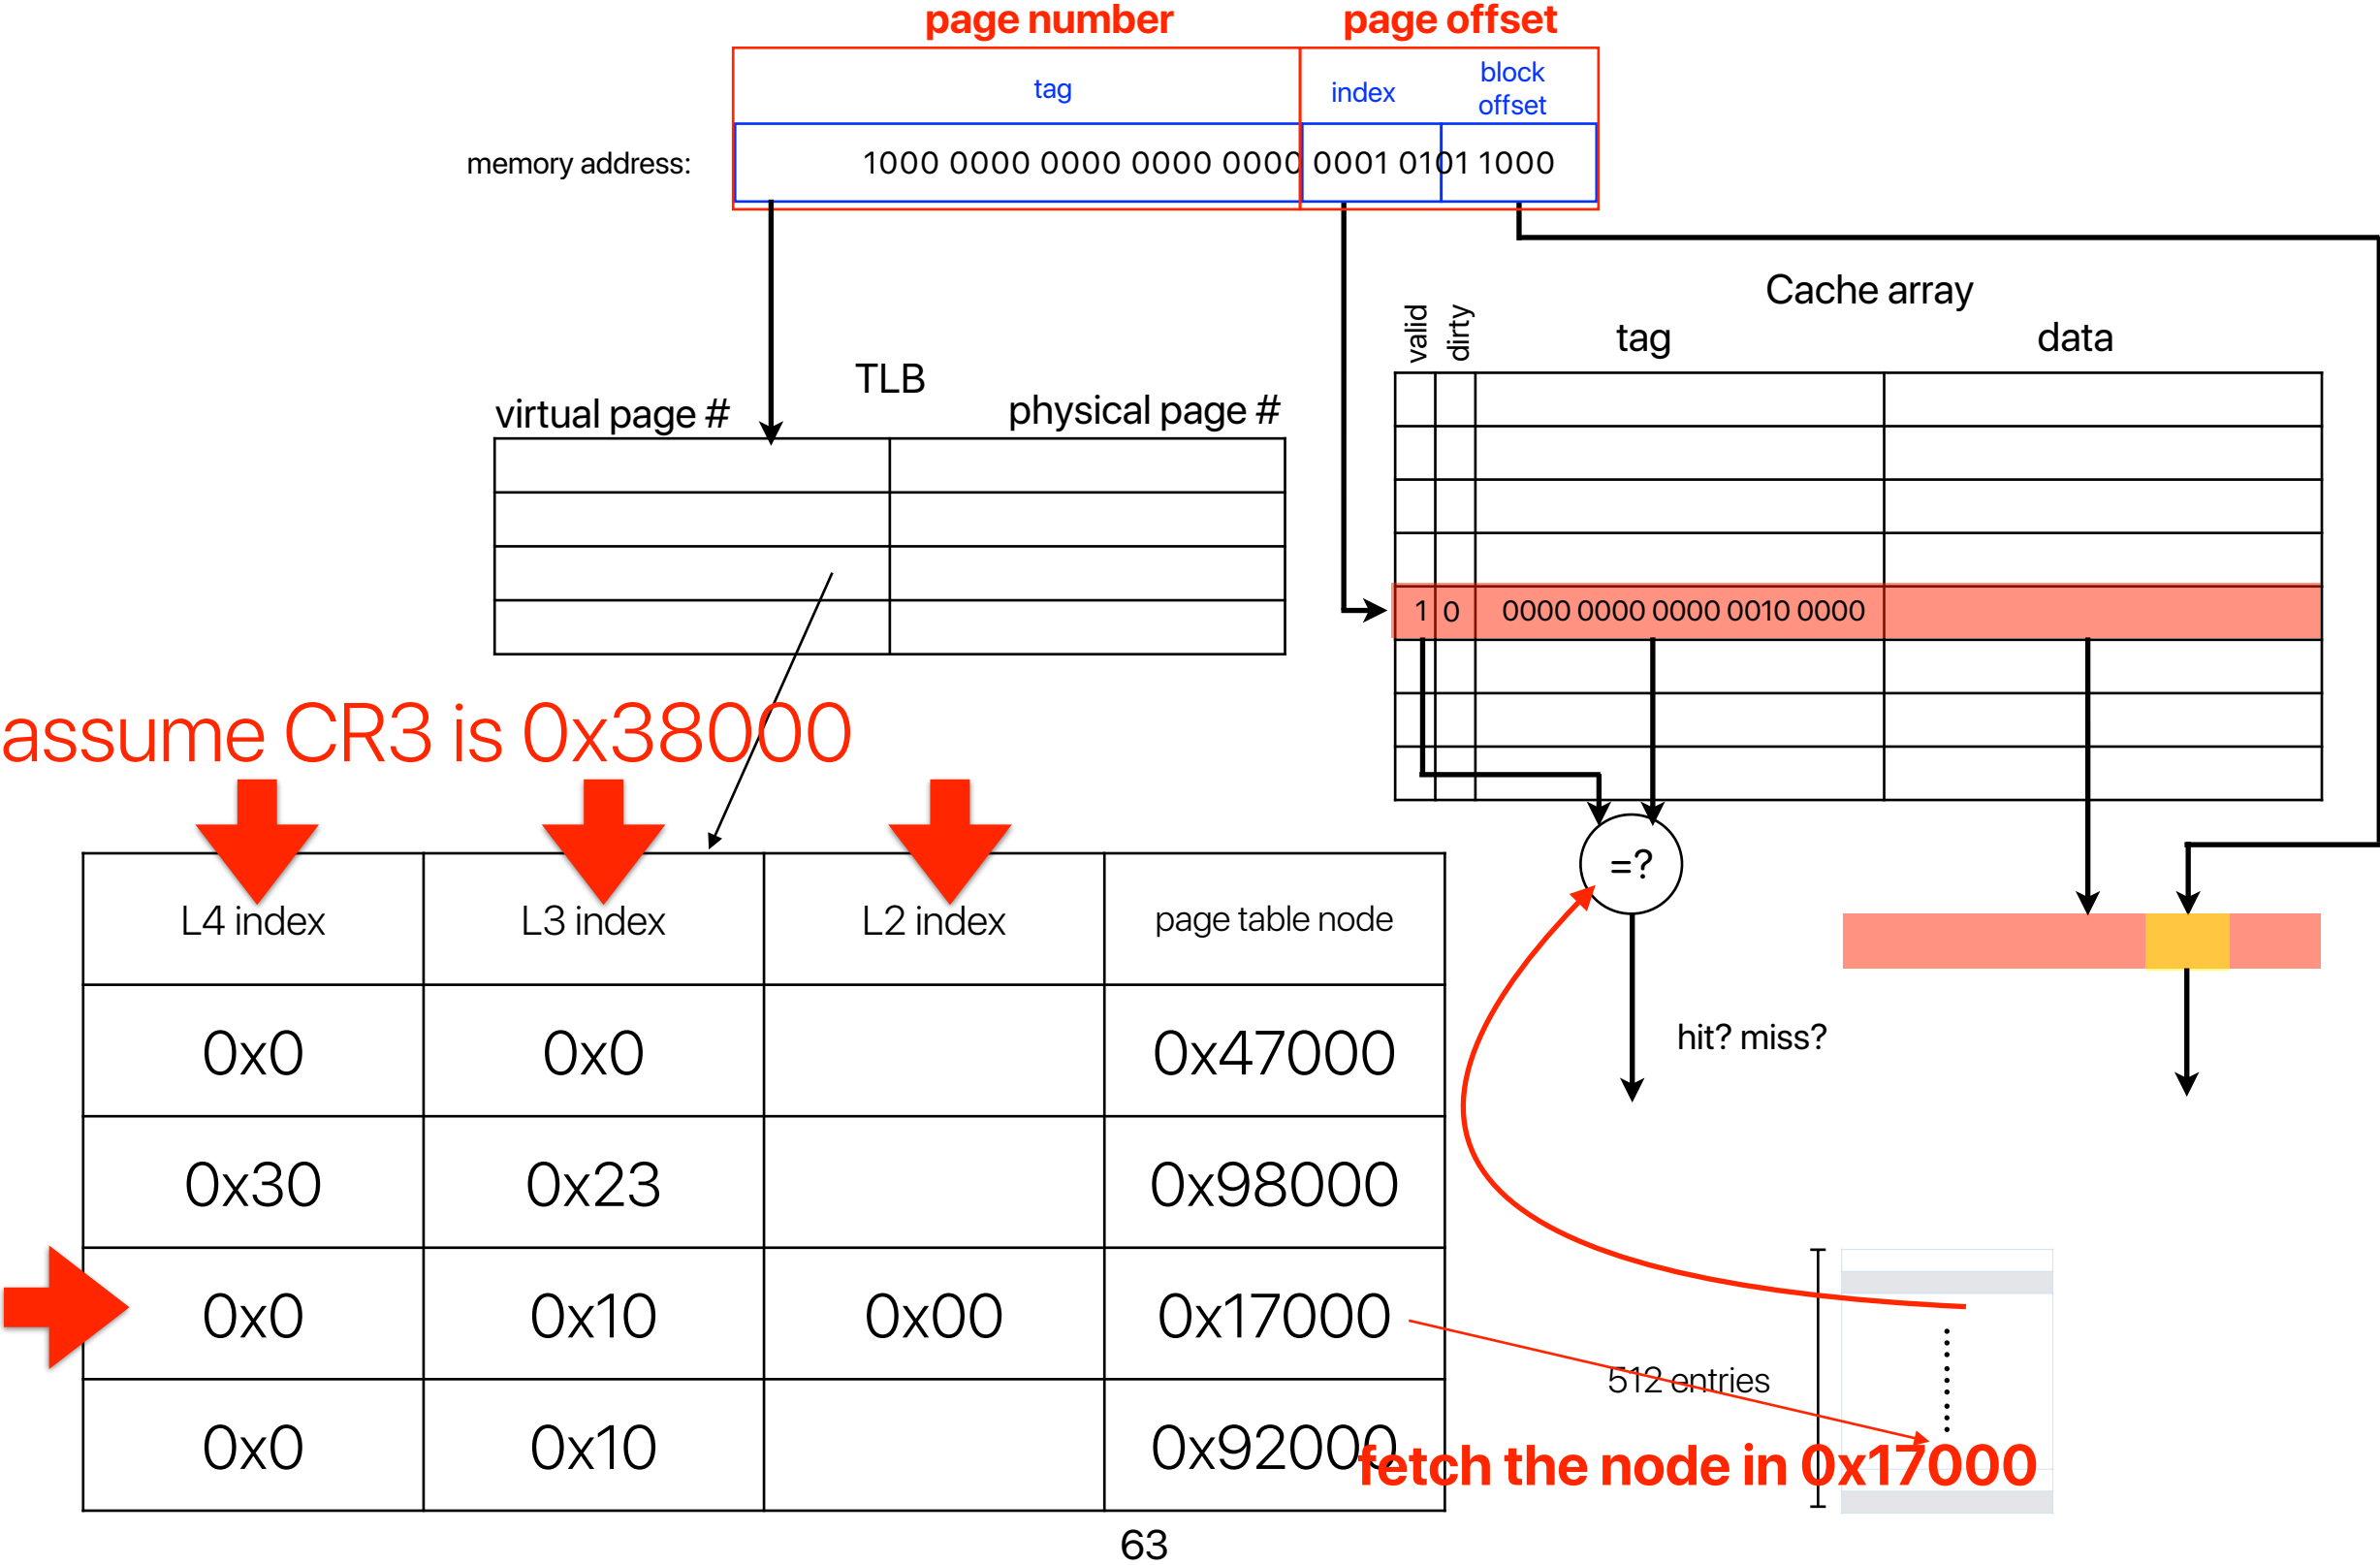 page number page offset
tag index block
offset
memory address: 1000 0000 0000 0000 0000 0001 0101 1000
Cache array
valid dirty tag data
TLB
virtual page # physical page #
1 0 0000 0000 0000 0010 0000
assume CR3 is 0x38000
=?
L4 index L3 index L2 index page table node
hit? miss?
0x0 0x0 0x47000
0x30 0x23 0x98000
0x0 0x10 0x00 0x17000
512 entries
0x0 0x10 0x92000
fetch the node in 0x17000
63